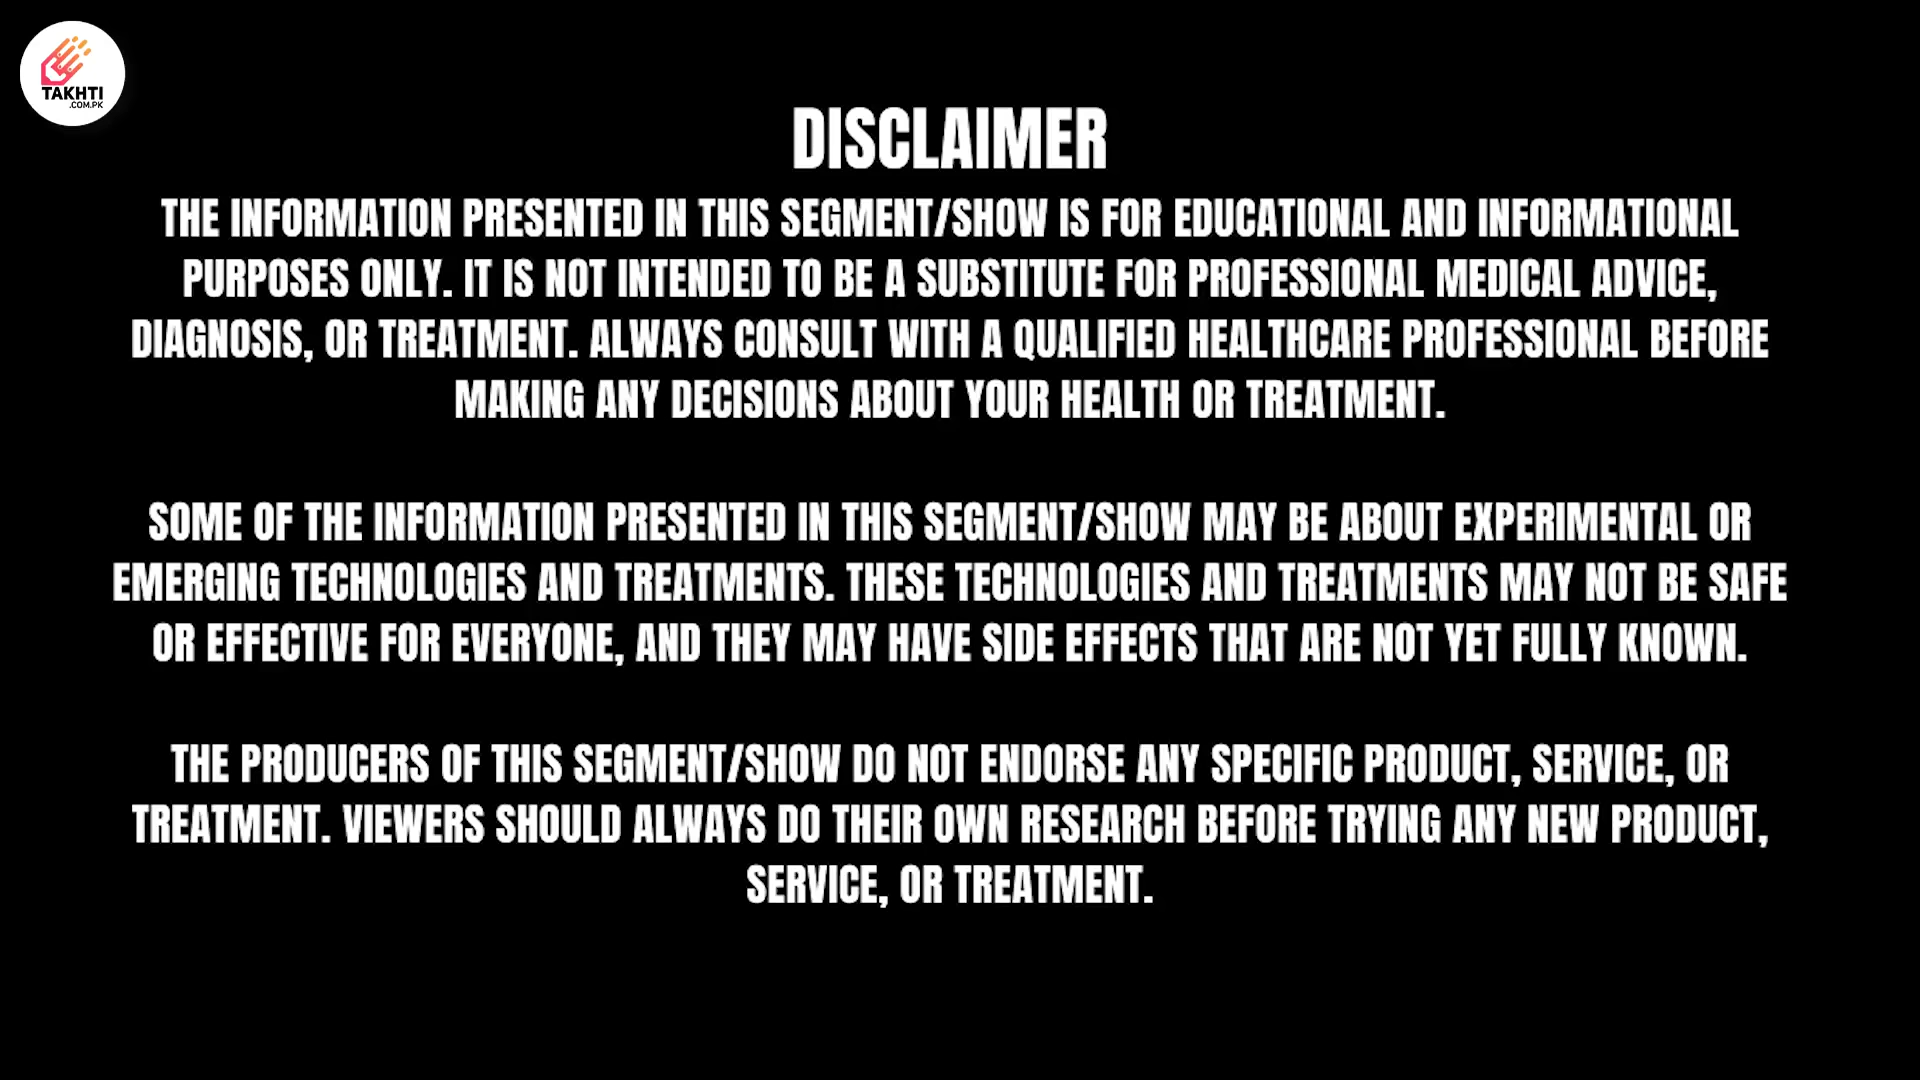 TAKHTI
.COM.PK
DISCLAIMER
THE INFORMATION PRESENTED IN THIS SEGMENT/SHOW IS FOR EDUCATIONAL AND INFORMATIONAL
PURPOSES ONLY. IT IS NOT INTENDED TO BE A SUBSTITUTE FOR PROFESSIONAL MEDICAL ADVICE,
DIAGNOSIS, OR TREATMENT. ALWAYS CONSULT WITH A QUALIFIED HEALTHCARE PROFESSIONAL BEFORE
MAKING ANY DECISIONS ABOUT YOUR HEALTH OR TREATMENT.
SOME OF THE INFORMATION PRESENTED IN THIS SEGMENT/SHOW MAY BE ABOUT EXPERIMENTAL OR
EMERGING TECHNOLOGIES AND TREATMENTS. THESE TECHNOLOGIES AND TREATMENTS MAY NOT BE SAFE
OR EFFECTIVE FOR EVERYONE, AND THEY MAY HAVE SIDE EFFECTS THAT ARE NOT YET FULLY KNOWN.
THE PRODUCERS OF THIS SEGMENT/SHOW DO NOT ENDORSE ANY SPECIFIC PRODUCT, SERVICE, OR
TREATMENT. VIEWERS SHOULD ALWAYS DO THEIR OWN RESEARCH BEFORE TRYING ANY NEW PRODUCT,
SERVICE, OR TREATMENT.